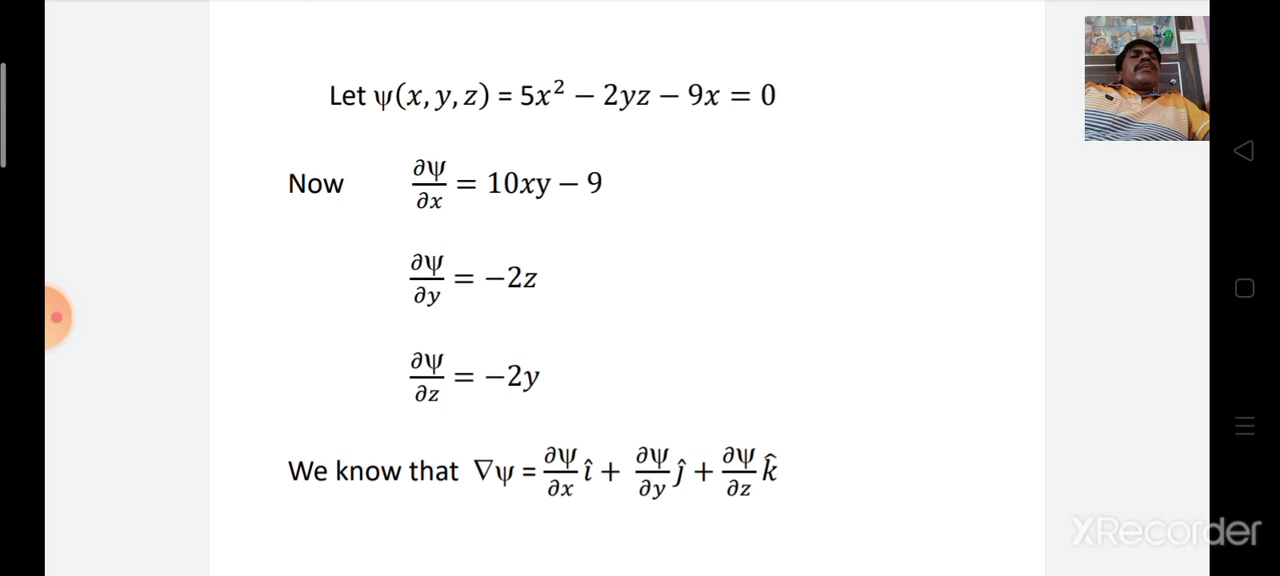 Let ψ(x, y, z) = 5x² − 2yz − 9x = 0
Now ∂ψ/∂x = 10xy − 9
∂ψ/∂y = −2z
∂ψ/∂z = −2y
We know that ∇ψ = ∂ψ/∂x î + ∂ψ/∂y ĵ + ∂ψ/∂z k̂
XRecorder